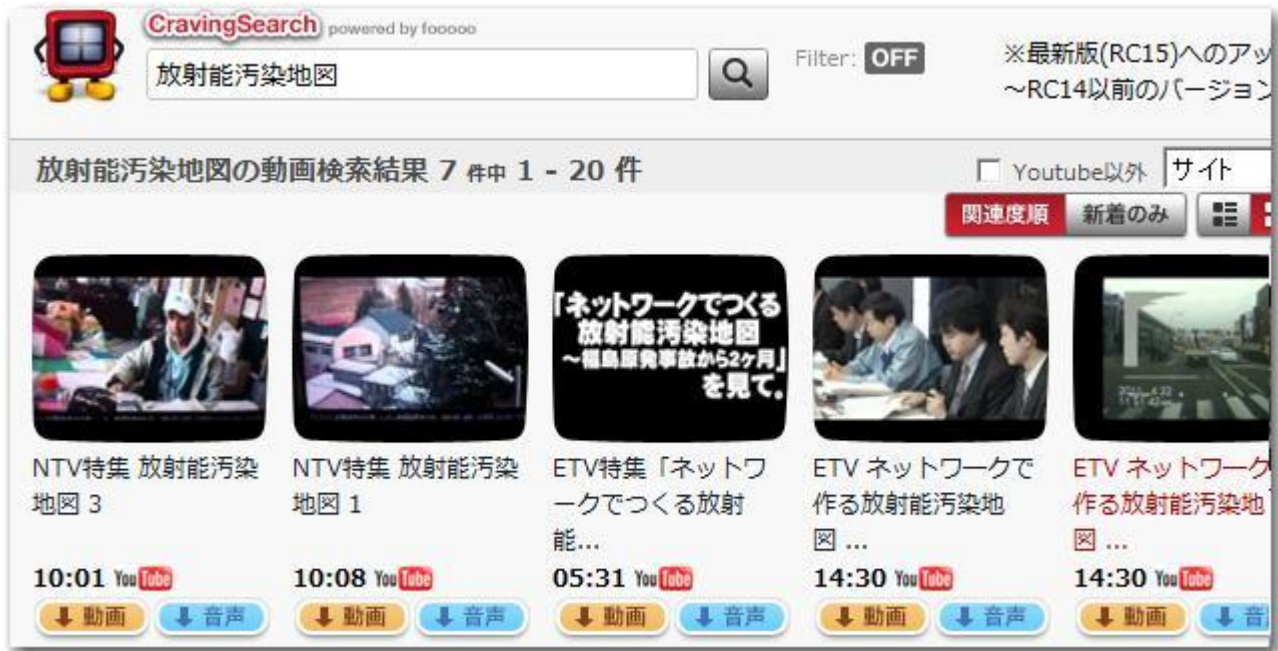 CravingSearch powered by fooooo
放射能汚染地図
Filter: OFF
※最新版(RC15)へのアッ
~RC14以前のバージョン
放射能汚染地図の動画検索結果 7 件中 1 - 20 件
Youtube以外 サイト
関連度順 新着のみ
「ネットワークでつくる
放射能汚染地図
~福島原発事故から2ヶ月」
を見て。
NTV特集 放射能汚染
地図 3
10:01 YouTube
動画 音声
NTV特集 放射能汚染
地図 1
10:08 YouTube
動画 音声
ETV特集「ネットワ
ークでつくる放射
能...
05:31 YouTube
動画 音声
ETV ネットワークで
作る放射能汚染地
図 ...
14:30 YouTube
動画 音声
ETV ネットワーク
作る放射能汚染地
図 ...
14:30 YouTube
動画 音